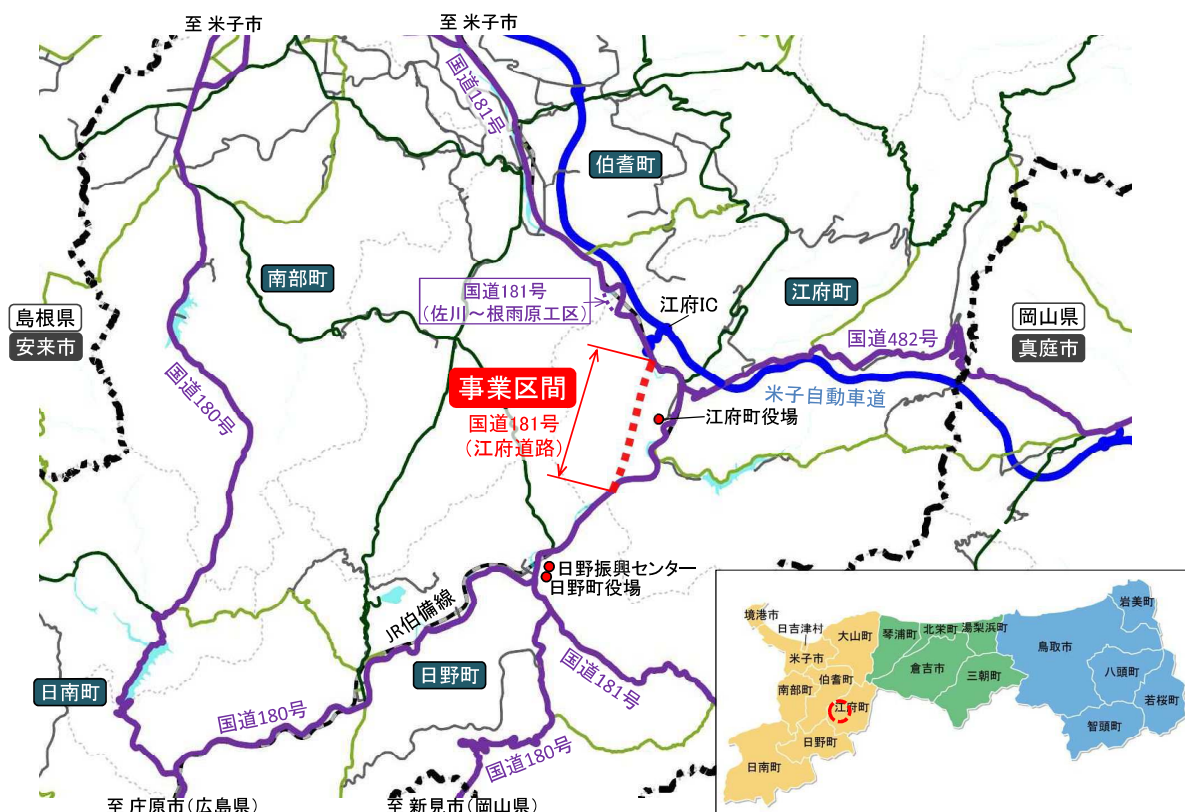 至 米子市
至 米子市
国道181号
伯耆町
南部町
国道181号
(佐川～根雨原工区)
江府IC
江府町
島根県
安来市
岡山県
真庭市
国道482号
国道180号
事業区間
国道181号
(江府道路)
米子自動車道
江府町役場
日野振興センター
日野町役場
JR伯備線
日南町
日野町
国道181号
国道180号
国道180号
至 庄原市(広島県)
至 新見市(岡山県)
境港市
日吉津村
大山町
米子市
伯耆町
南部町
江府町
日野町
日南町
琴浦町
北栄町
湯梨浜町
倉吉市
三朝町
鳥取市
岩美町
八頭町
若桜町
智頭町